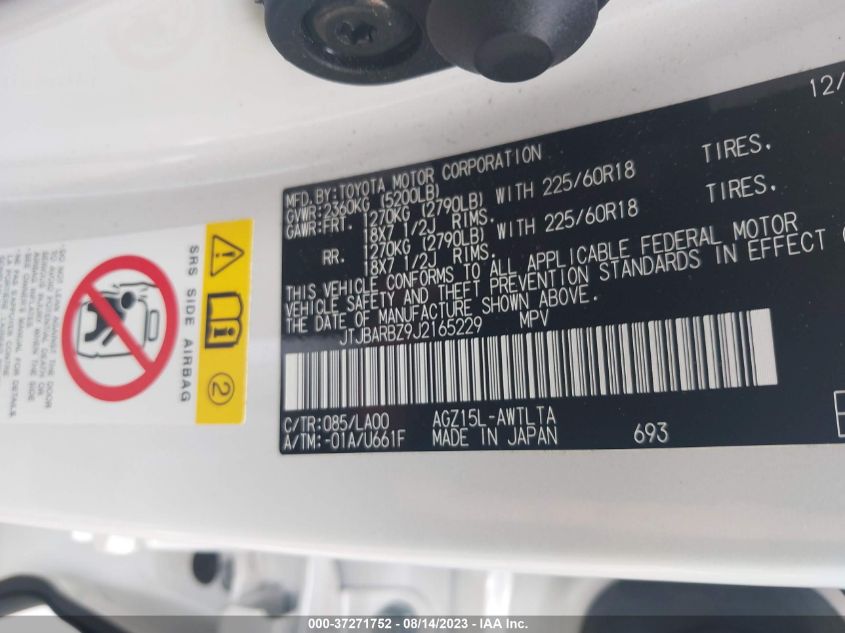 12/
MFD.BY:TOYOTA MOTOR CORPORATION
GVWR:2360KG (5200LB)
GAWR:FRT. 1270KG (2790LB) WITH 225/60R18 TIRES.
18X7 1/2J RIMS.
RR. 1270KG (2790LB) WITH 225/60R18 TIRES.
18X7 1/2J RIMS.
THIS VEHICLE CONFORMS TO ALL APPLICABLE FEDERAL MOTOR
VEHICLE SAFETY AND THEFT PREVENTION STANDARDS IN EFFECT
THE DATE OF MANUFACTURE SHOWN ABOVE.
JTJBARBZ9J2165229 MPV
C/TR:085/LA00 AGZ15L-AWTLTA
A/TM:-01A/U661F MADE IN JAPAN 693
SRS SIDE AIRBAG
2
000-37271752 - 08/14/2023 - © IAA, Inc.